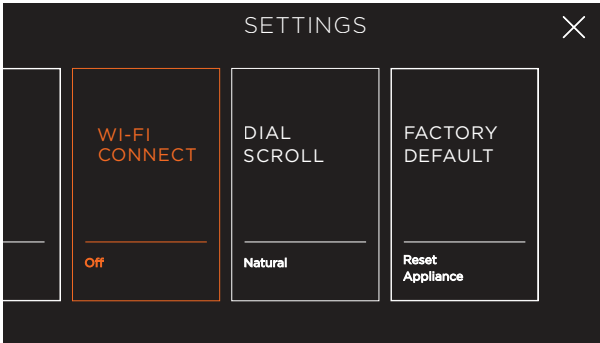 SETTINGS
WI-FI
CONNECT
Off
DIAL
SCROLL
Natural
FACTORY
DEFAULT
Reset
Appliance